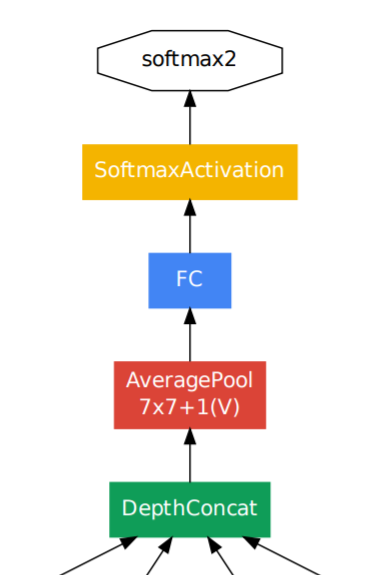 softmax2
SoftmaxActivation
FC
AveragePool
7x7+1(V)
DepthConcat